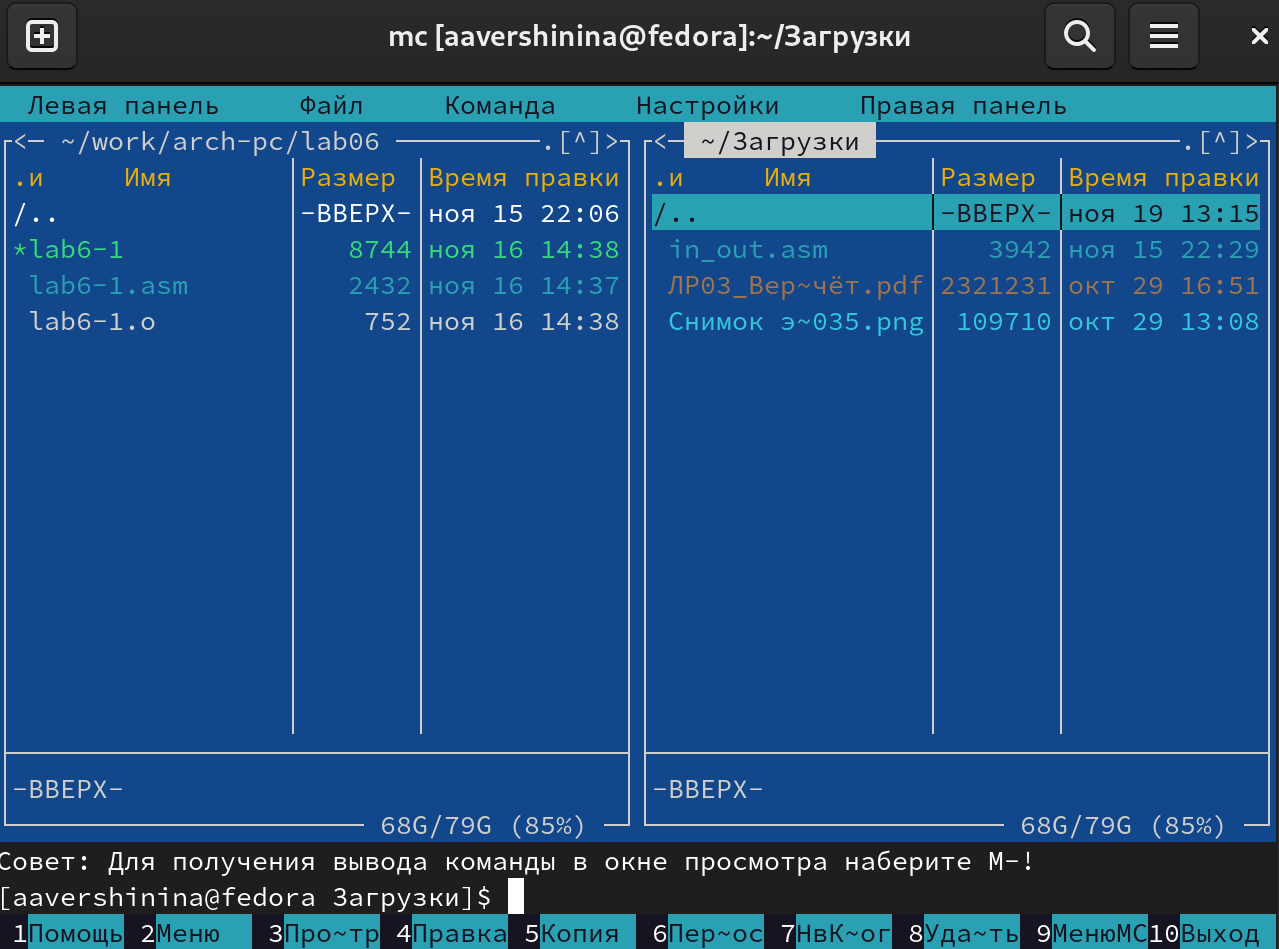 mc [aavershinina@fedora]:~/Загрузки
Левая панель Файл Команда Настройки Правая панель
<— ~/work/arch-pc/lab06 .[^]> <— ~/Загрузки .[^]>
.и Имя Размер Время правки .и Имя Размер Время правки
/.. -ВВЕРХ- ноя 15 22:06 /.. -ВВЕРХ- ноя 19 13:15
*lab6-1 8744 ноя 16 14:38 in_out.asm 3942 ноя 15 22:29
lab6-1.asm 2432 ноя 16 14:37 ЛР03_Вер~чёт.pdf 2321231 окт 29 16:51
lab6-1.o 752 ноя 16 14:38 Снимок э~035.png 109710 окт 29 13:08
-ВВЕРХ- -ВВЕРХ-
68G/79G (85%) 68G/79G (85%)
Совет: Для получения вывода команды в окне просмотра наберите M-!
[aavershinina@fedora Загрузки]$
1Помощь 2Меню 3Про~тр 4Правка 5Копия 6Пер~ос 7НвК~ог 8Уда~ть 9МенюMC 10Выход